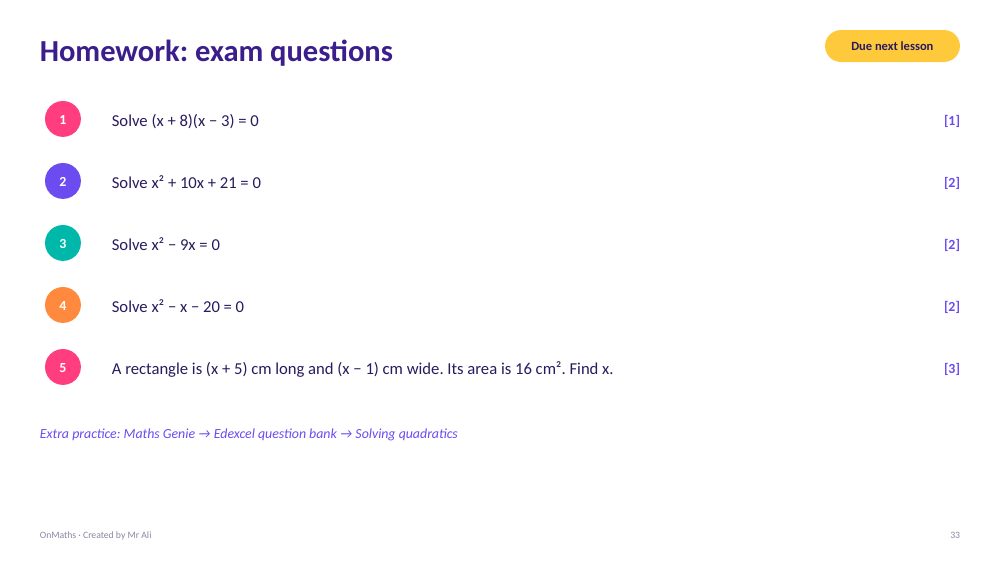 Homework: exam questions
Due next lesson
1 Solve (x + 8)(x − 3) = 0 [1]
2 Solve x² + 10x + 21 = 0 [2]
3 Solve x² − 9x = 0 [2]
4 Solve x² − x − 20 = 0 [2]
5 A rectangle is (x + 5) cm long and (x − 1) cm wide. Its area is 16 cm². Find x. [3]
Extra practice: Maths Genie → Edexcel question bank → Solving quadratics
OnMaths · Created by Mr Ali 33